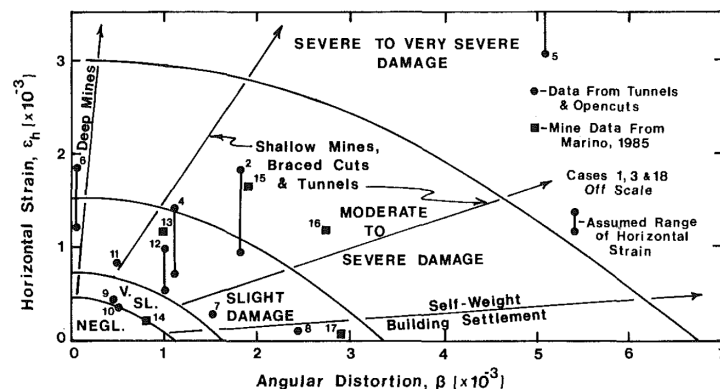 3
2
1
0
0
1
2
3
4
5
6
7
Horizontal Strain, εh [x10-3]
Angular Distortion, β [x10-3]
Deep Mines
SEVERE TO VERY SEVERE
DAMAGE
5
●-Data From Tunnels
& Opencuts
■-Mine Data From
Marino, 1985
Shallow Mines,
Braced Cuts
& Tunnels
Cases 1, 3 & 18
Off Scale
-Assumed Range
of Horizontal
Strain
MODERATE
TO
SEVERE DAMAGE
SLIGHT
DAMAGE
V.
SL.
NEGL.
Self-Weight
Building Settlement
6
2
15
4
13
12
16
11
9
10
14
7
8
17